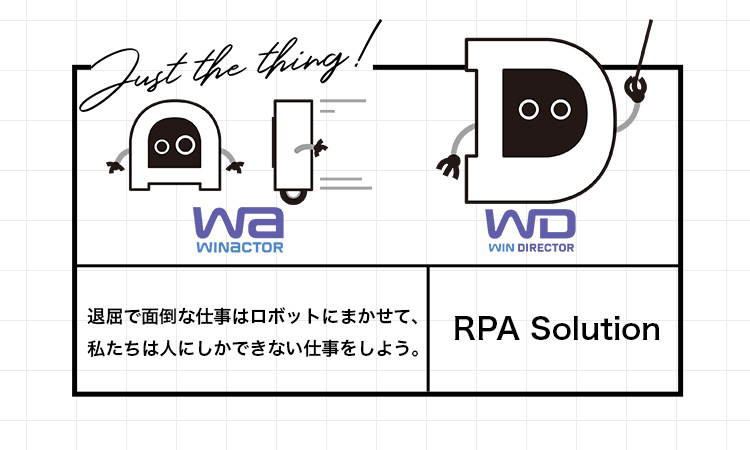 Just the thing!
Wa
WINACTOR
WD
WIN DIRECTOR
退屈で面倒な仕事はロボットにまかせて、
私たちは人にしかできない仕事をしよう。
RPA Solution